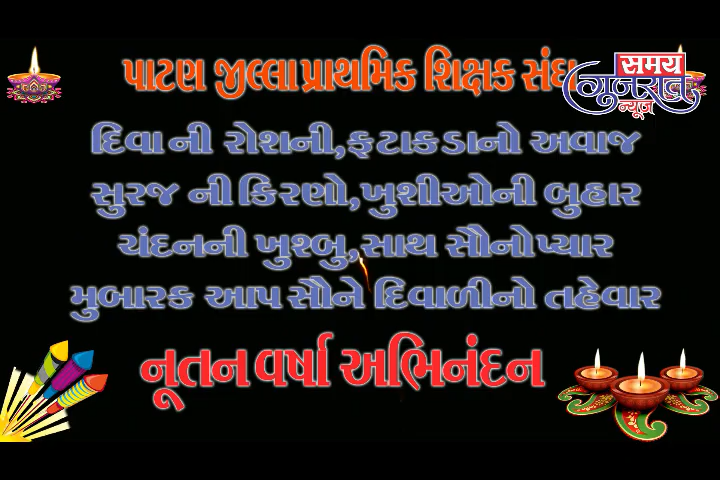 પાટણ જીલ્લા પ્રાથમિક શિક્ષક સંઘ
સમય
ગુજરાત
ન્યૂઝ
દિવા ની રોશની,ફટાકડાનો અવાજ
સુરજ ની કિરણો,ખુશીઓની બુહાર
ચંદનની ખુશ્બુ,સાથ સૌનોપ્યાર
મુબારક આપ સૌને દિવાળીનો તહેવાર
નૂતન વર્ષા અભિનંદન